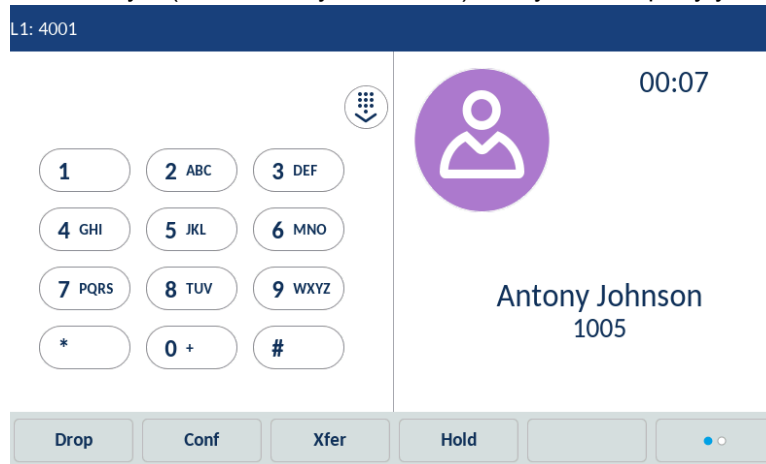 L1: 4001
00:07
1
2 ABC
3 DEF
4 GHI
5 JKL
6 MNO
7 PQRS
8 TUV
9 WXYZ
*
0 +
#
Antony Johnson
1005
Drop
Conf
Xfer
Hold